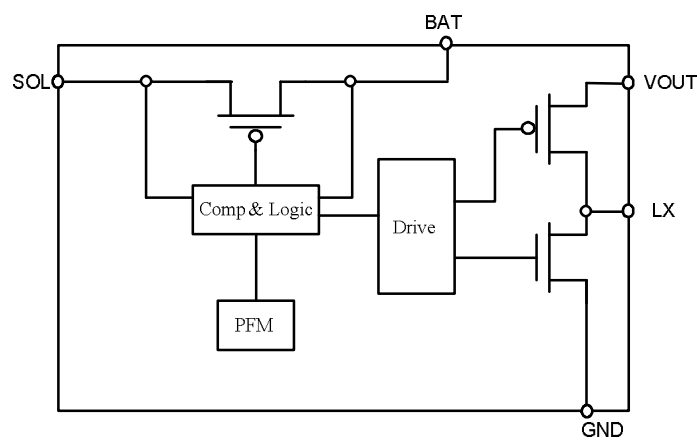 BAT
SOL
VOUT
Comp & Logic
Drive
LX
PFM
GND